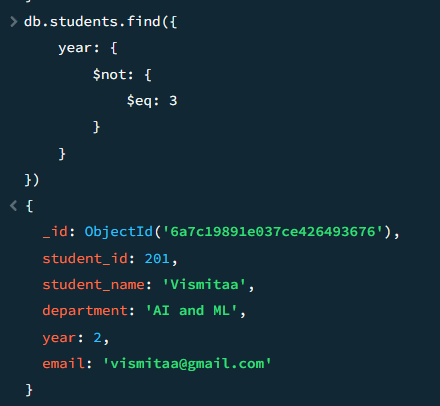 > db.students.find({
year: {
$not: {
$eq: 3
}
}
})
< {
_id: ObjectId('6a7c19891e037ce426493676'),
student_id: 201,
student_name: 'Vismitaa',
department: 'AI and ML',
year: 2,
email: 'vismitaa@gmail.com'
}